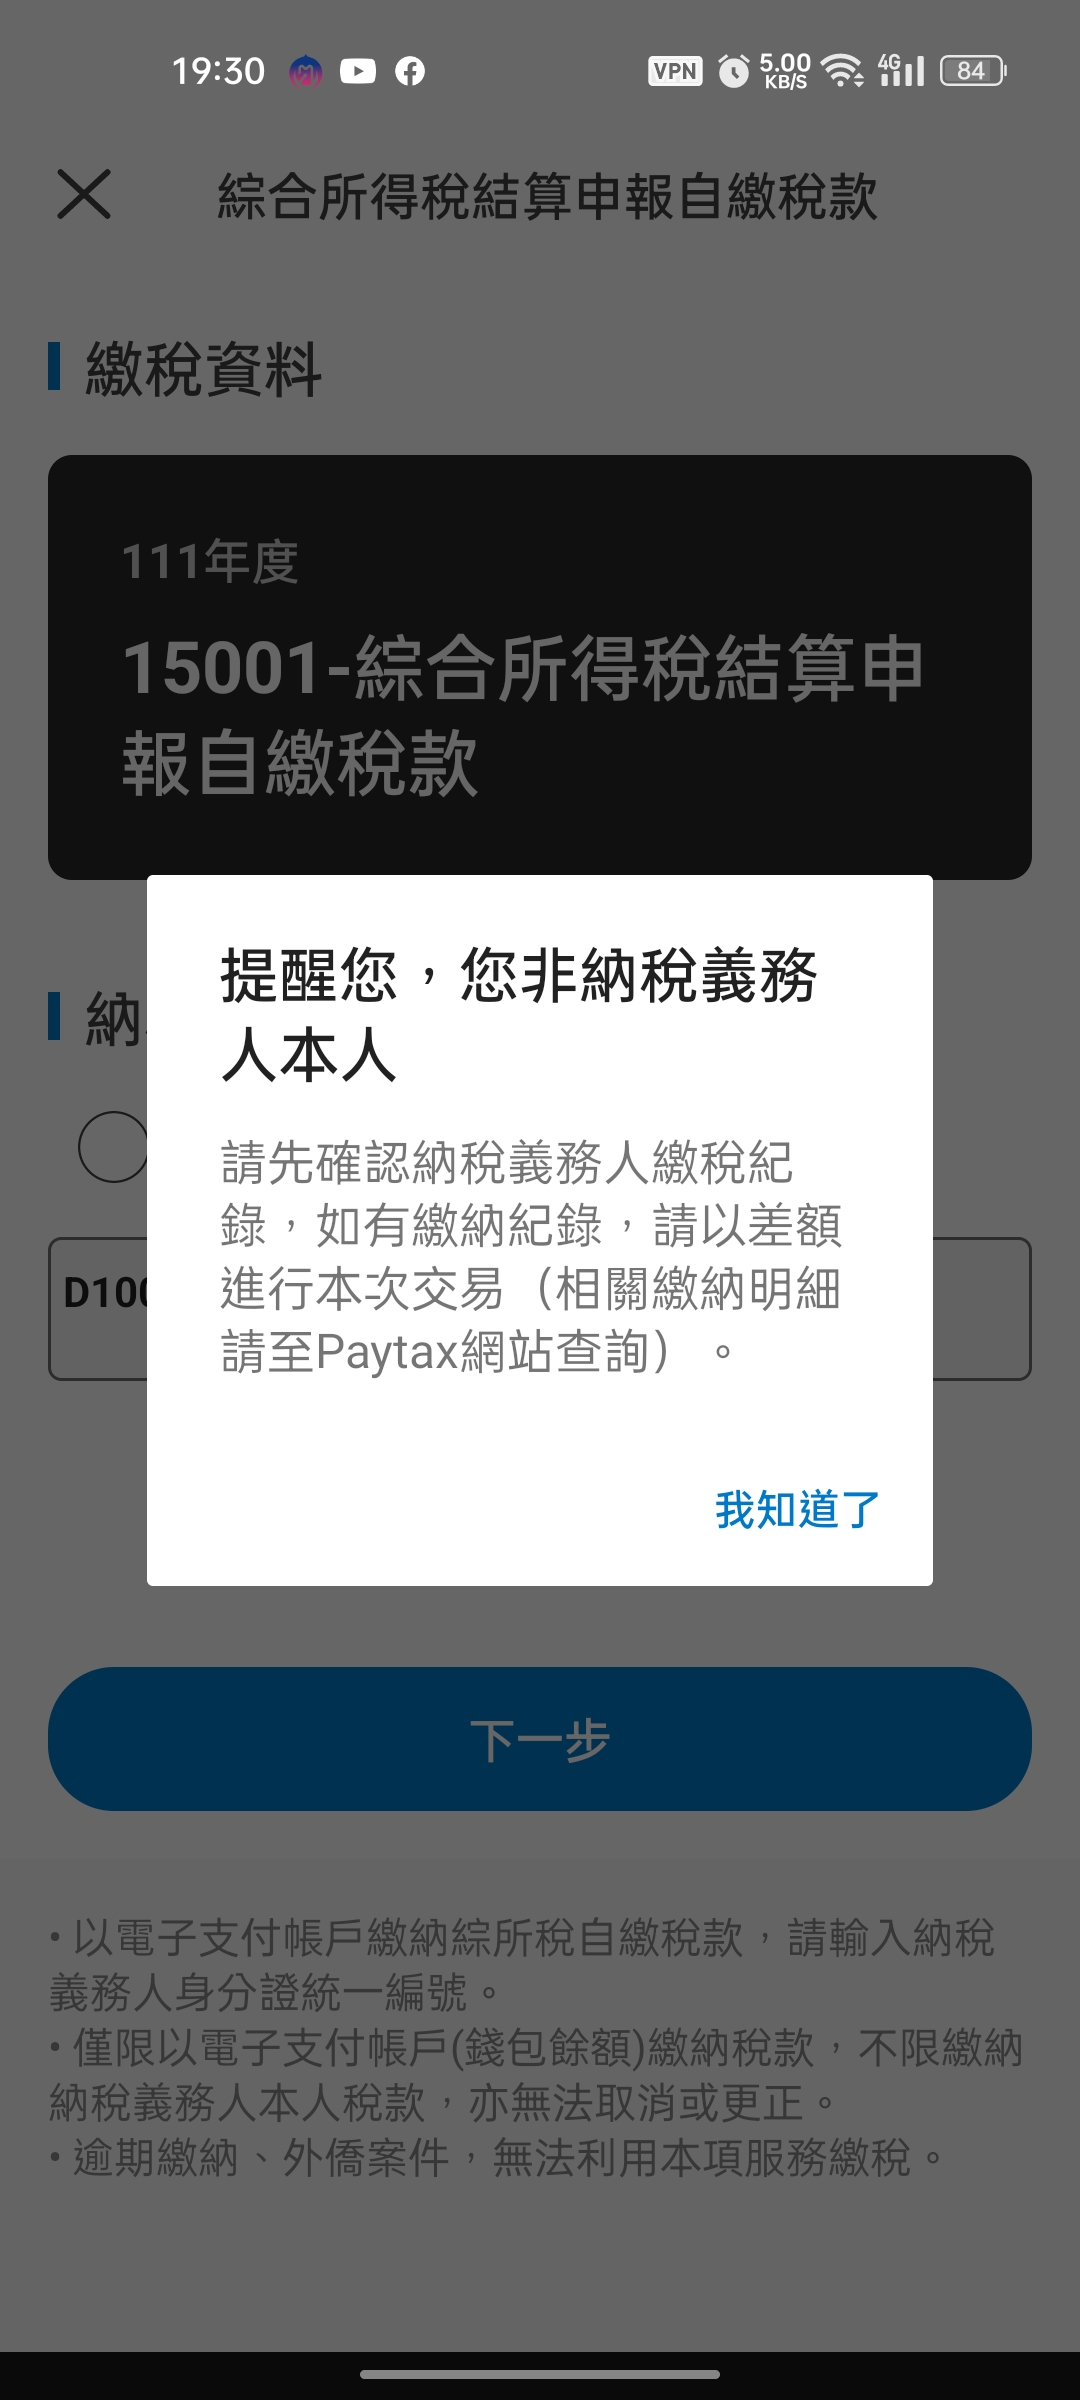 19:30
VPN
5.00
KB/S
4G
84
綜合所得稅結算申報自繳稅款
繳稅資料
111年度
15001-綜合所得稅結算申
報自繳稅款
提醒您，您非納稅義務
人本人
請先確認納稅義務人繳稅紀
錄，如有繳納紀錄，請以差額
進行本次交易（相關繳納明細
請至Paytax網站查詢）。
我知道了
納
D100
下一步
• 以電子支付帳戶繳納綜所稅自繳稅款，請輸入納稅
義務人身分證統一編號。
• 僅限以電子支付帳戶(錢包餘額)繳納稅款，不限繳納
納稅義務人本人稅款，亦無法取消或更正。
• 逾期繳納、外僑案件，無法利用本項服務繳稅。